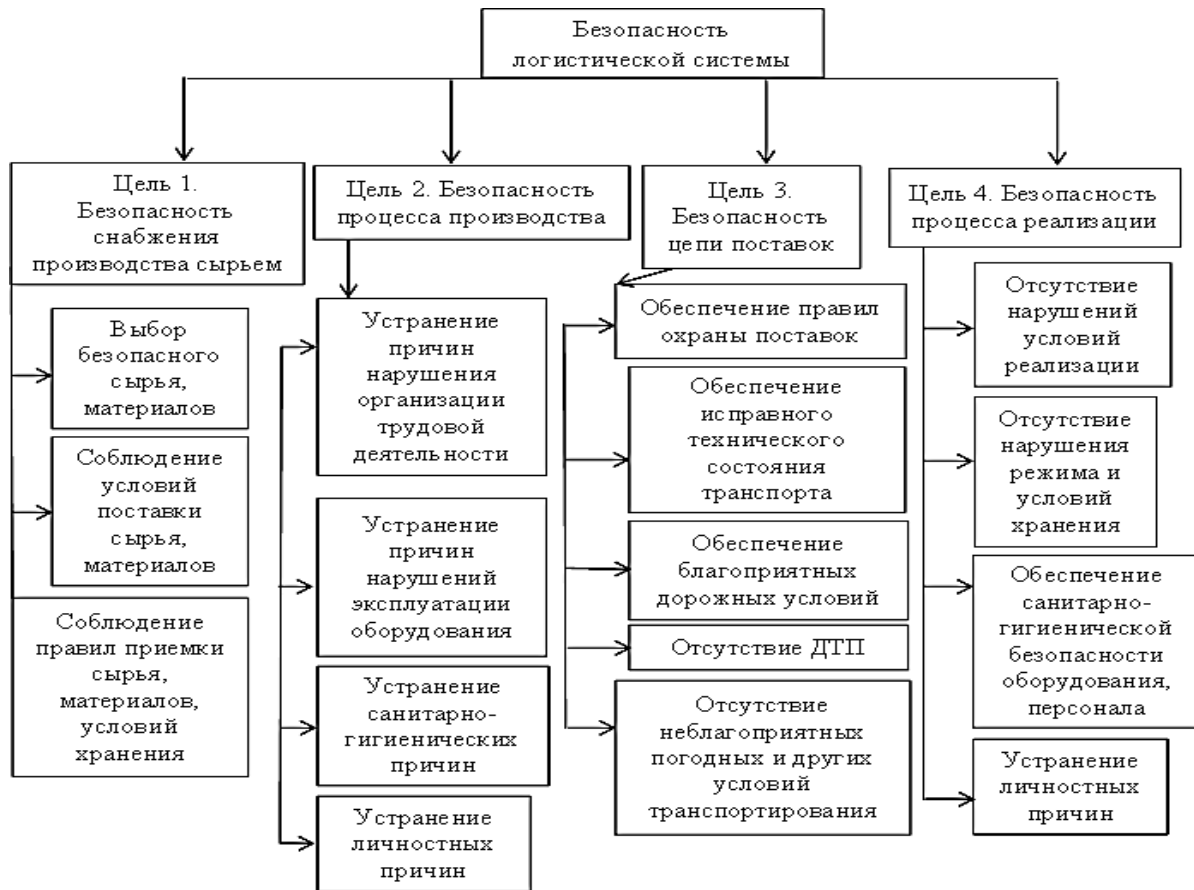 Безопасность
логистической системы
Цель 1.
Безопасность
снабжения
производства сырьем
Выбор
безопасного
сырья,
материалов
Соблюдение
условий
поставки
сырья,
материалов
Соблюдение
правил приемки
сырья,
материалов,
условий
хранения
Цель 2. Безопасность
процесса производства
Устранение
причин
нарушения
организации
трудовой
деятельности
Устранение
причин
нарушений
эксплуатации
оборудования
Устранение
санитарно-
гигиенических
причин
Устранение
личностных
причин
Цель 3.
Безопасность
цепи поставок
Обеспечение правил
охраны поставок
Обеспечение
исправного
технического
состояния
транспорта
Обеспечение
благоприятных
дорожных условий
Отсутствие ДТП
Отсутствие
неблагоприятных
погодных и других
условий
транспортирования
Цель 4. Безопасность
процесса реализации
Отсутствие
нарушений
условий
реализации
Отсутствие
нарушения
режима и
условий
хранения
Обеспечение
санитарно-
гигиенической
безопасности
оборудования,
персонала
Устранение
личностных
причин